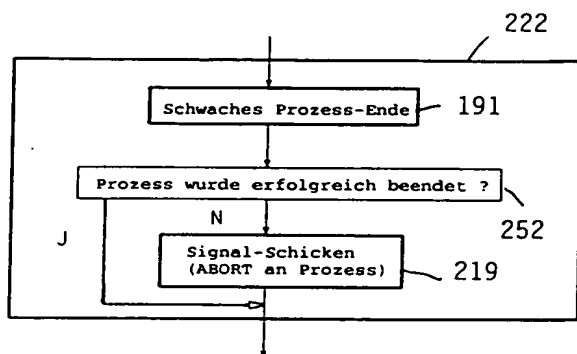 222
Schwaches Prozess-Ende
191
Prozess wurde erfolgreich beendet ?
252
J
N
Signal-Schicken
(ABORT an Prozess)
219